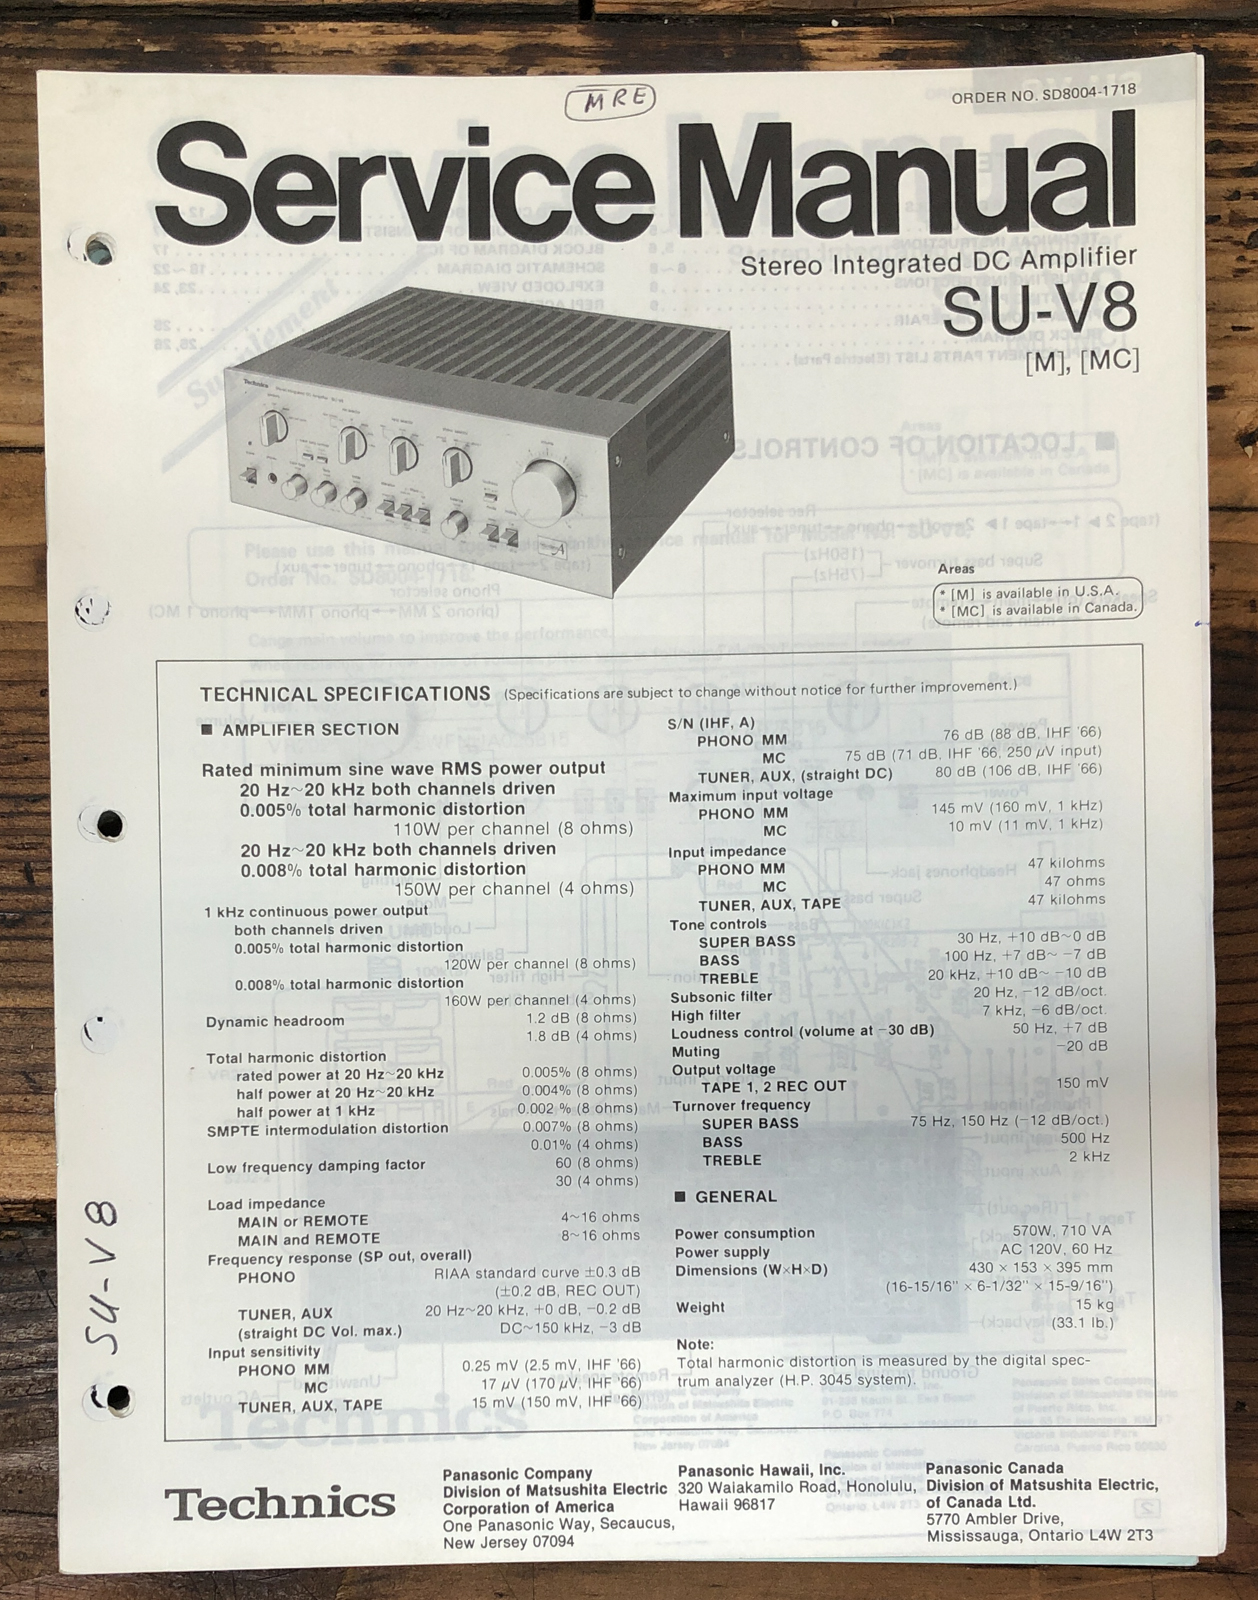 MRE
ORDER NO. SD8004-1718
Service Manual
Stereo Integrated DC Amplifier
SU-V8
[M], [MC]
Suplement
Technics
Areas
* [M] is available in U.S.A.
* [MC] is available in Canada.
TECHNICAL SPECIFICATIONS (Specifications are subject to change without notice for further improvement.)
■ AMPLIFIER SECTION
Rated minimum sine wave RMS power output
20 Hz~20 kHz both channels driven
0.005% total harmonic distortion
110W per channel (8 ohms)
20 Hz~20 kHz both channels driven
0.008% total harmonic distortion
150W per channel (4 ohms)
1 kHz continuous power output
both channels driven
0.005% total harmonic distortion
120W per channel (8 ohms)
0.008% total harmonic distortion
160W per channel (4 ohms)
Dynamic headroom 1.2 dB (8 ohms)
1.8 dB (4 ohms)
Total harmonic distortion
rated power at 20 Hz~20 kHz 0.005% (8 ohms)
half power at 20 Hz~20 kHz 0.004% (8 ohms)
half power at 1 kHz 0.002 % (8 ohms)
SMPTE intermodulation distortion 0.007% (8 ohms)
0.01% (4 ohms)
Low frequency damping factor 60 (8 ohms)
30 (4 ohms)
Load impedance
MAIN or REMOTE 4~16 ohms
MAIN and REMOTE 8~16 ohms
Frequency response (SP out, overall)
PHONO RIAA standard curve ±0.3 dB
(±0.2 dB, REC OUT)
TUNER, AUX 20 Hz~20 kHz, +0 dB, −0.2 dB
(straight DC Vol. max.) DC~150 kHz, −3 dB
Input sensitivity
PHONO MM 0.25 mV (2.5 mV, IHF '66)
MC 17 µV (170 µV, IHF '66)
TUNER, AUX, TAPE 15 mV (150 mV, IHF '66)
S/N (IHF, A)
PHONO MM 76 dB (88 dB, IHF '66)
MC 75 dB (71 dB, IHF '66, 250 µV input)
TUNER, AUX, (straight DC) 80 dB (106 dB, IHF '66)
Maximum input voltage
PHONO MM 145 mV (160 mV, 1 kHz)
MC 10 mV (11 mV, 1 kHz)
Input impedance
PHONO MM 47 kilohms
MC 47 ohms
TUNER, AUX, TAPE 47 kilohms
Tone controls
SUPER BASS 30 Hz, +10 dB~0 dB
BASS 100 Hz, +7 dB~ −7 dB
TREBLE 20 kHz, +10 dB~ −10 dB
Subsonic filter 20 Hz, −12 dB/oct.
High filter 7 kHz, −6 dB/oct.
Loudness control (volume at −30 dB) 50 Hz, +7 dB
Muting −20 dB
Output voltage
TAPE 1, 2 REC OUT 150 mV
Turnover frequency
SUPER BASS 75 Hz, 150 Hz (−12 dB/oct.)
BASS 500 Hz
TREBLE 2 kHz
■ GENERAL
Power consumption 570W, 710 VA
Power supply AC 120V, 60 Hz
Dimensions (W×H×D) 430 × 153 × 395 mm
(16-15/16" × 6-1/32" × 15-9/16")
Weight 15 kg
(33.1 lb.)
Note:
Total harmonic distortion is measured by the digital spec-
trum analyzer (H.P. 3045 system).
SU-V8
Technics
Panasonic Company
Division of Matsushita Electric
Corporation of America
One Panasonic Way, Secaucus,
New Jersey 07094
Panasonic Hawaii, Inc.
320 Waiakamilo Road, Honolulu,
Hawaii 96817
Panasonic Canada
Division of Matsushita Electric,
of Canada Ltd.
5770 Ambler Drive,
Mississauga, Ontario L4W 2T3